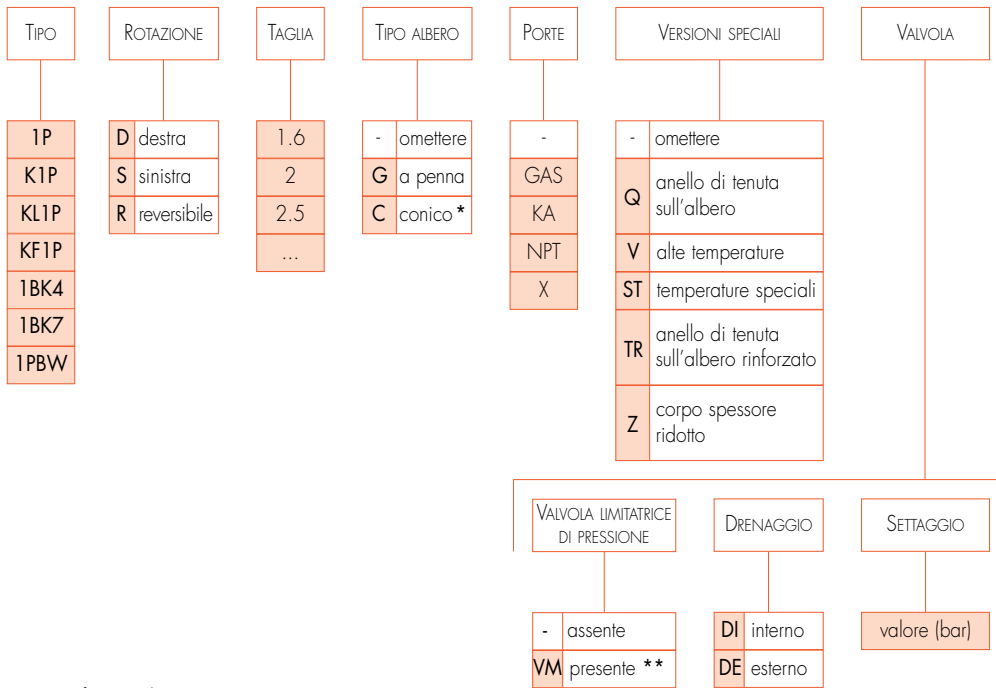 TIPO
ROTAZIONE
TAGLIA
TIPO ALBERO
PORTE
VERSIONI SPECIALI
VALVOLA
1P
K1P
KL1P
KF1P
1BK4
1BK7
1PBW
D destra
S sinistra
R reversibile
1.6
2
2.5
...
- omettere
G a penna
C conico *
-
GAS
KA
NPT
X
- omettere
Q anello di tenuta
sull'albero
V alte temperature
ST temperature speciali
TR anello di tenuta
sull'albero rinforzato
Z corpo spessore
ridotto
VALVOLA LIMITATRICE
DI PRESSIONE
DRENAGGIO
SETTAGGIO
- assente
VM presente **
DI interno
DE esterno
valore (bar)